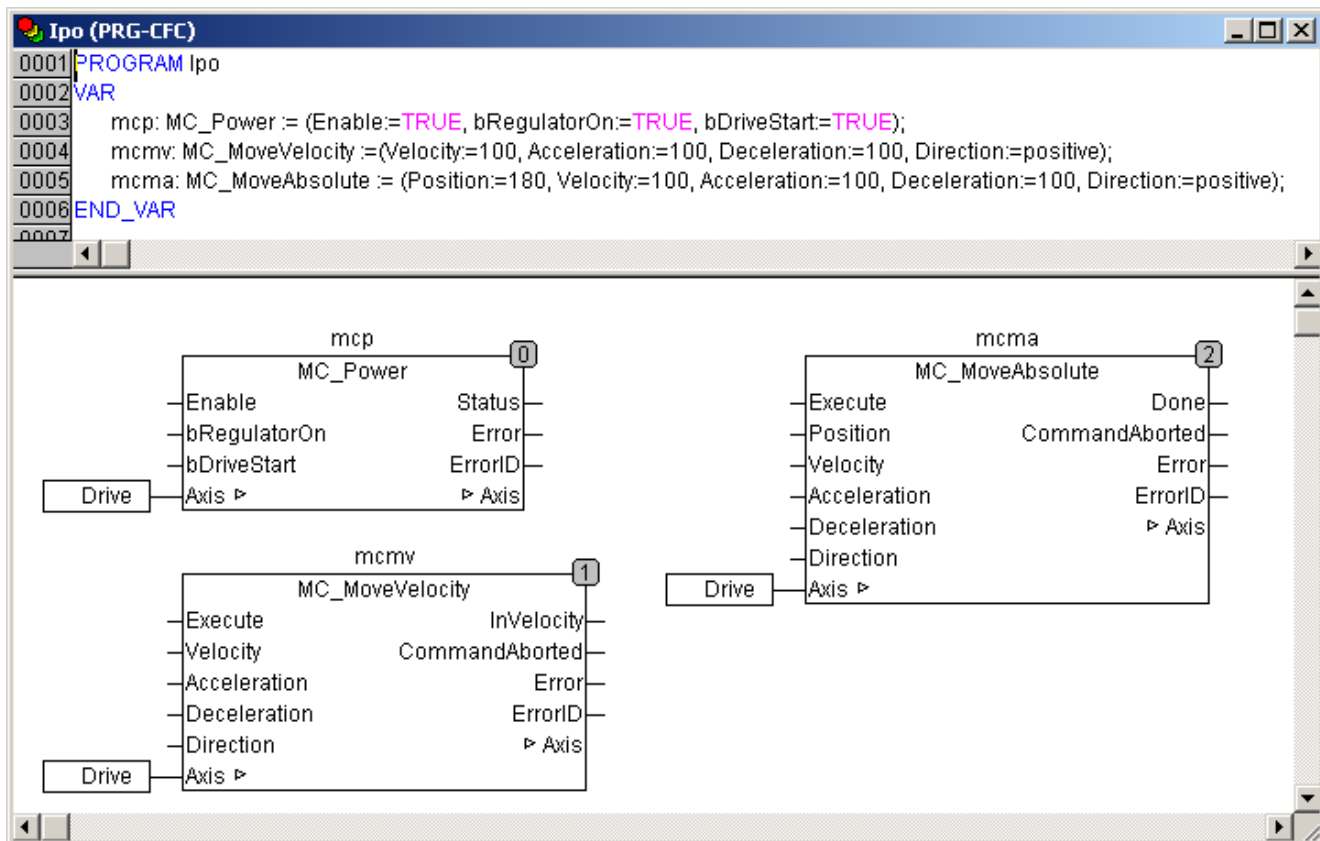 Ipo (PRG-CFC)
0001 PROGRAM Ipo
0002 VAR
0003 mcp: MC_Power := (Enable:=TRUE, bRegulatorOn:=TRUE, bDriveStart:=TRUE);
0004 mcmv: MC_MoveVelocity :=(Velocity:=100, Acceleration:=100, Deceleration:=100, Direction:=positive);
0005 mcma: MC_MoveAbsolute := (Position:=180, Velocity:=100, Acceleration:=100, Deceleration:=100, Direction:=positive);
0006 END_VAR
0007
mcp
0
MC_Power
Enable Status
bRegulatorOn Error
bDriveStart ErrorID
Drive Axis Axis
mcmv
1
MC_MoveVelocity
Execute InVelocity
Velocity CommandAborted
Acceleration Error
Deceleration ErrorID
Direction Axis
Drive Axis
mcma
2
MC_MoveAbsolute
Execute Done
Position CommandAborted
Velocity Error
Acceleration ErrorID
Deceleration Axis
Direction
Drive Axis